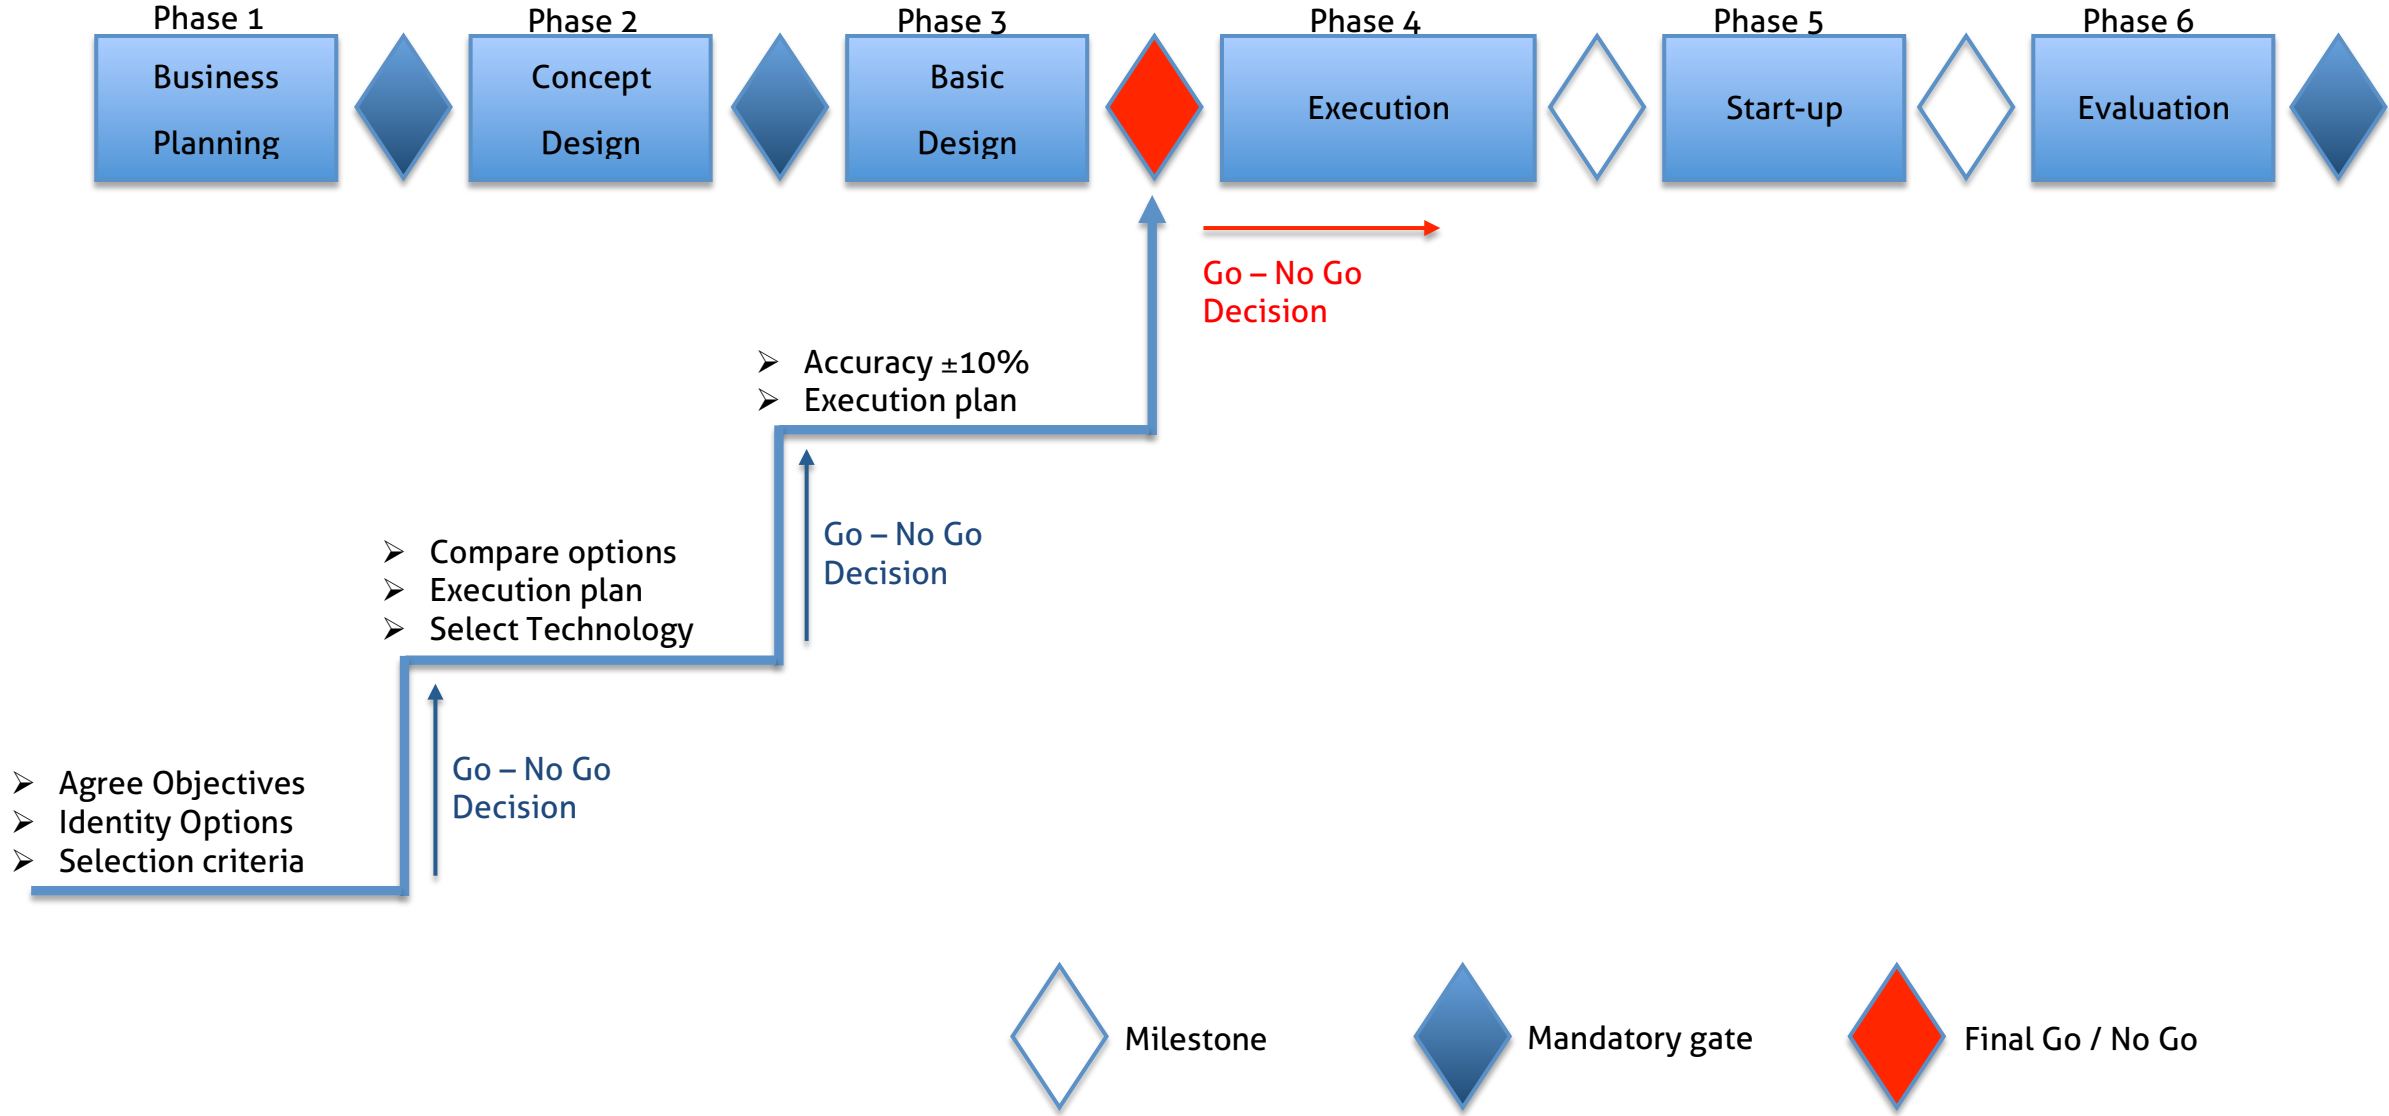 Phase 1
Phase 2
Phase 3
Phase 4
Phase 5
Phase 6
Business
Planning
Concept
Design
Basic
Design
Execution
Start-up
Evaluation
Go – No Go
Decision
➢ Accuracy ±10%
➢ Execution plan
Go – No Go
Decision
➢ Compare options
➢ Execution plan
➢ Select Technology
Go – No Go
Decision
➢ Agree Objectives
➢ Identity Options
➢ Selection criteria
Milestone
Mandatory gate
Final Go / No Go